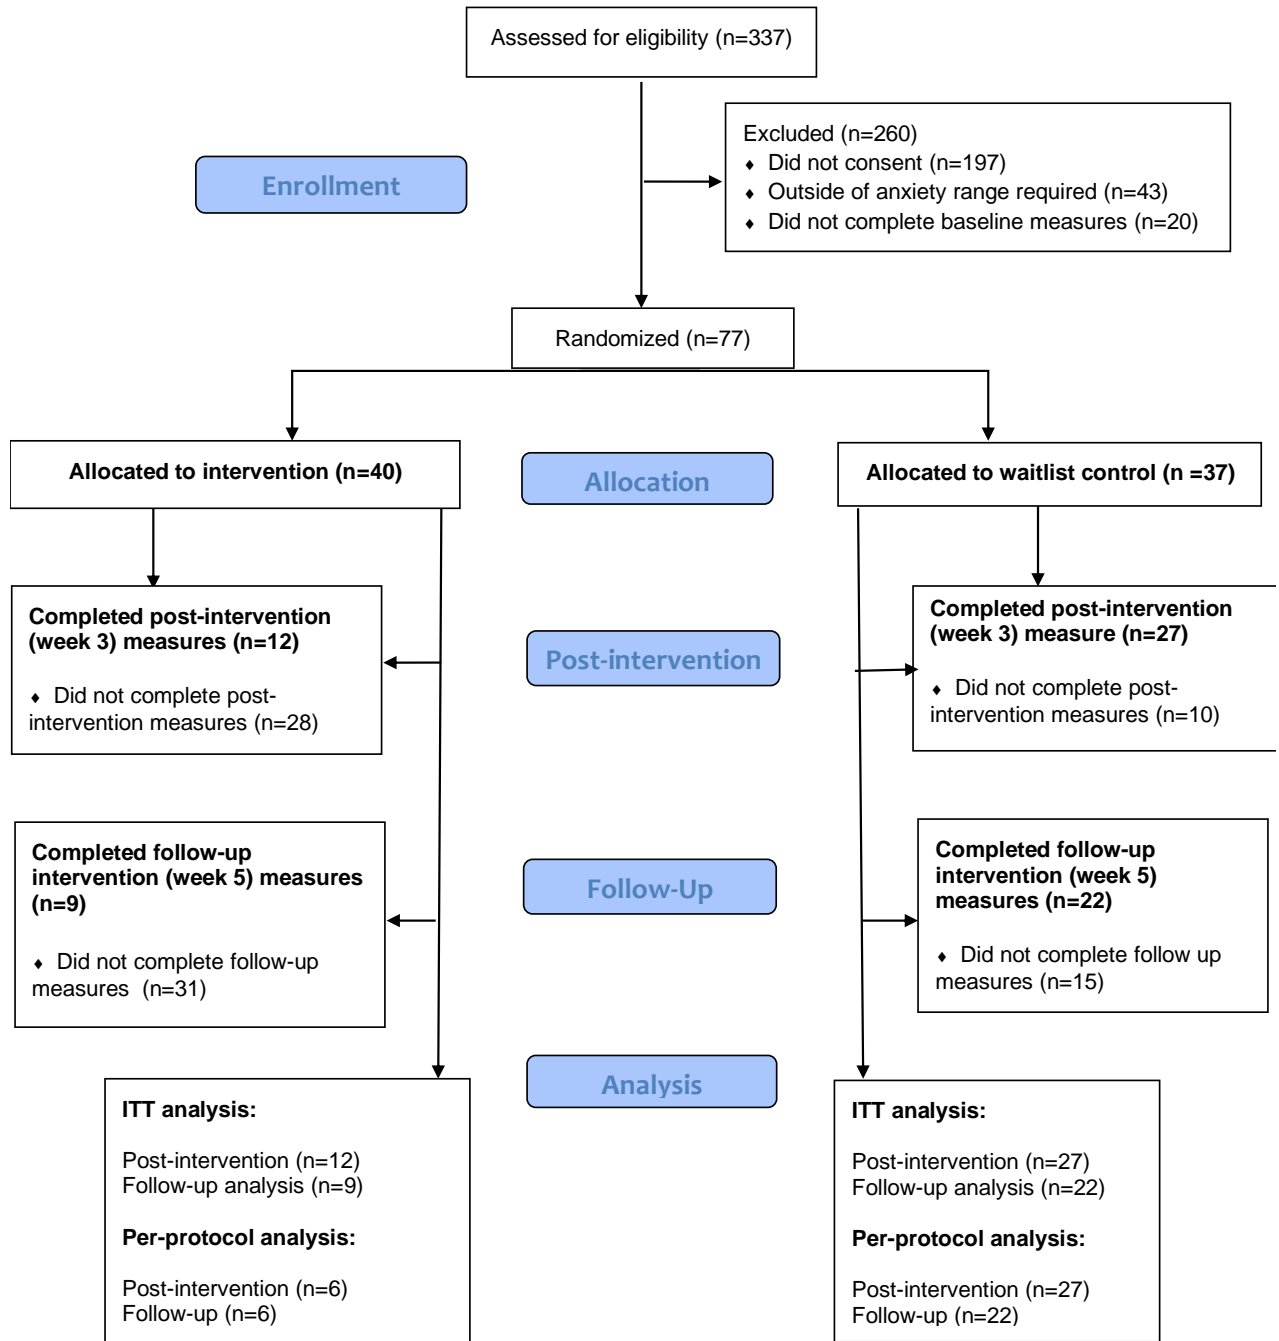 Assessed for eligibility (n=337)
Excluded (n=260)
♦ Did not consent (n=197)
♦ Outside of anxiety range required (n=43)
♦ Did not complete baseline measures (n=20)
Enrollment
Randomized (n=77)
Allocated to intervention (n=40)
Allocation
Allocated to waitlist control (n =37)
Completed post-intervention
(week 3) measures (n=12)
♦ Did not complete post-
intervention measures (n=28)
Post-intervention
Completed post-intervention
(week 3) measure (n=27)
♦ Did not complete post-
intervention measures (n=10)
Completed follow-up
intervention (week 5) measures
(n=9)
♦ Did not complete follow-up
measures (n=31)
Follow-Up
Completed follow-up
intervention (week 5)
measures (n=22)
♦ Did not complete follow up
measures (n=15)
Analysis
ITT analysis:
Post-intervention (n=12)
Follow-up analysis (n=9)
Per-protocol analysis:
Post-intervention (n=6)
Follow-up (n=6)
ITT analysis:
Post-intervention (n=27)
Follow-up analysis (n=22)
Per-protocol analysis:
Post-intervention (n=27)
Follow-up (n=22)